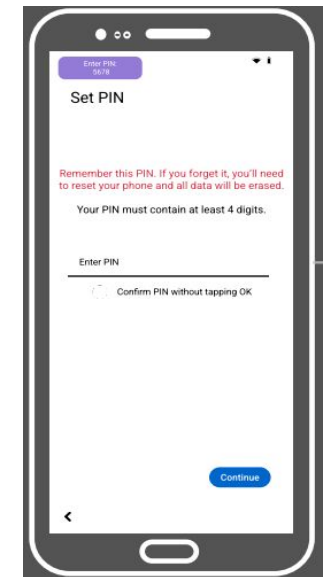 Enter PIN:
5678
Set PIN
Remember this PIN. If you forget it, you'll need
to reset your phone and all data will be erased.
Your PIN must contain at least 4 digits.
Enter PIN
Confirm PIN without tapping OK
Continue